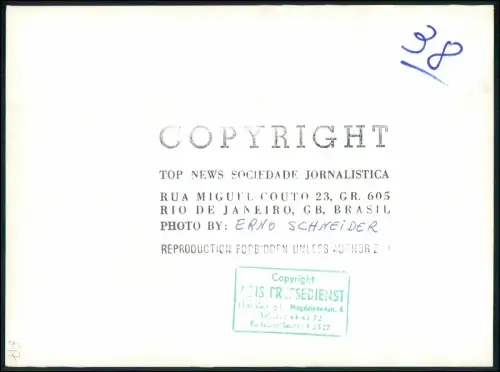 38
COPYRIGHT
TOP NEWS SOCIEDADE JORNALISTICA
RUA MIGUEL COUTO 23, GR. 605
RIO DE JANEIRO, GB, BRASIL
PHOTO BY: ERNO SCHNEIDER
REPRODUCTION FORBIDDEN UNLESS
Copyright